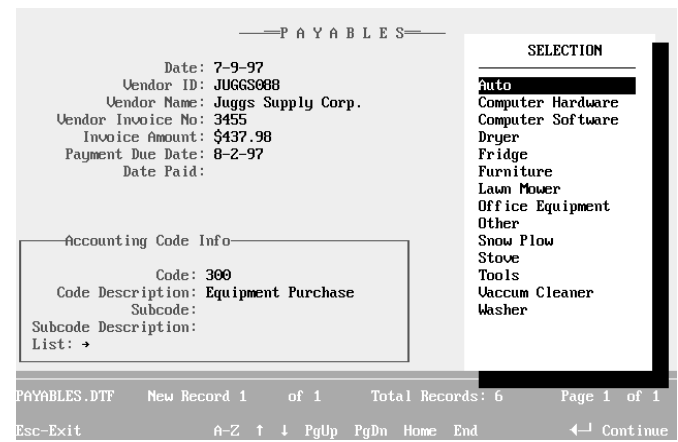 PAYABLES
Date: 7-9-97
Vendor ID: JUGGS088
Vendor Name: Juggs Supply Corp.
Vendor Invoice No: 3455
Invoice Amount: $437.98
Payment Due Date: 8-2-97
Date Paid:
Accounting Code Info
Code: 300
Code Description: Equipment Purchase
Subcode:
Subcode Description:
List: →
SELECTION
Auto
Computer Hardware
Computer Software
Dryer
Fridge
Furniture
Lawn Mower
Office Equipment
Other
Snow Plow
Stove
Tools
Vaccum Cleaner
Washer
PAYABLES.DTF New Record 1 of 1 Total Records: 6 Page 1 of 1
Esc-Exit A-Z ↑ ↓ PgUp PgDn Home End ↵ Continue